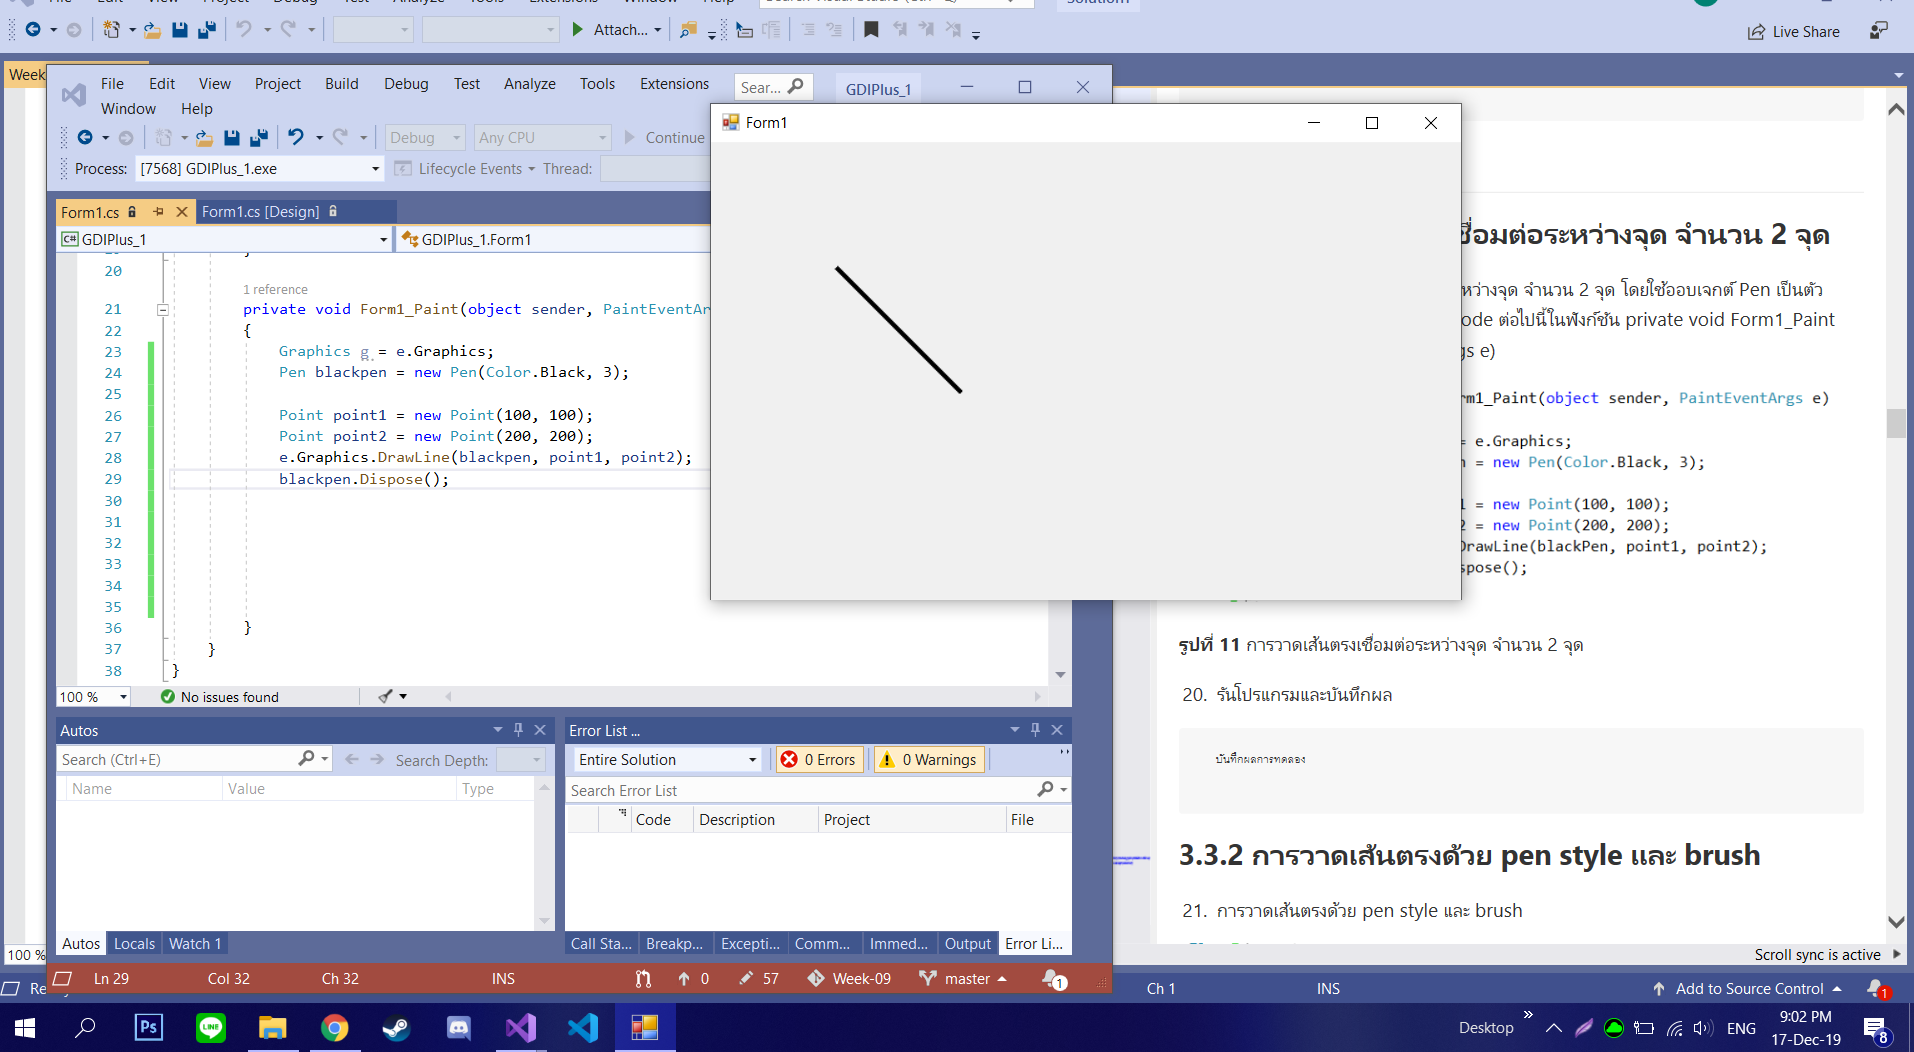 Attach...
Live Share
Week
File Edit View Project Build Debug Test Analyze Tools Extensions
Window Help
Sear...
GDIPlus_1
Debug
Any CPU
Continue
Process: [7568] GDIPlus_1.exe
Lifecycle Events
Thread:
Form1.cs
Form1.cs [Design]
GDIPlus_1
GDIPlus_1.Form1
20
1 reference
21 private void Form1_Paint(object sender, PaintEventAr
22 {
23 Graphics g = e.Graphics;
24 Pen blackpen = new Pen(Color.Black, 3);
25
26 Point point1 = new Point(100, 100);
27 Point point2 = new Point(200, 200);
28 e.Graphics.DrawLine(blackpen, point1, point2);
29 blackpen.Dispose();
30
31
32
33
34
35
36 }
37 }
38 }
100 %
No issues found
Autos
Search (Ctrl+E)
Search Depth:
Name Value Type
Autos Locals Watch 1
Error List ...
Entire Solution
0 Errors
0 Warnings
Search Error List
Code Description Project File
Call Sta... Breakp... Excepti... Comm... Immed... Output Error Li...
Ln 29 Col 32 Ch 32 INS 0 57 Week-09 master 1
Form1
ชื่อมต่อระหว่างจุด จำนวน 2 จุด
หว่างจุด จำนวน 2 จุด โดยใช้ออบเจกต์ Pen เป็นตัว
ode ต่อไปนี้ในฟังก์ชัน private void Form1_Paint
gs e)
rm1_Paint(object sender, PaintEventArgs e)
= e.Graphics;
= new Pen(Color.Black, 3);
= new Point(100, 100);
2 = new Point(200, 200);
DrawLine(blackPen, point1, point2);
spose();
รูปที่ 11 การวาดเส้นตรงเชื่อมต่อระหว่างจุด จำนวน 2 จุด
20. รันโปรแกรมและบันทึกผล
บันทึกผลการทดลอง
3.3.2 การวาดเส้นตรงด้วย pen style และ brush
21. การวาดเส้นตรงด้วย pen style และ brush
Scroll sync is active
100 %
Re
Ch 1 INS Add to Source Control 1
Ps
LINE
Desktop
ENG
9:02 PM
17-Dec-19
8